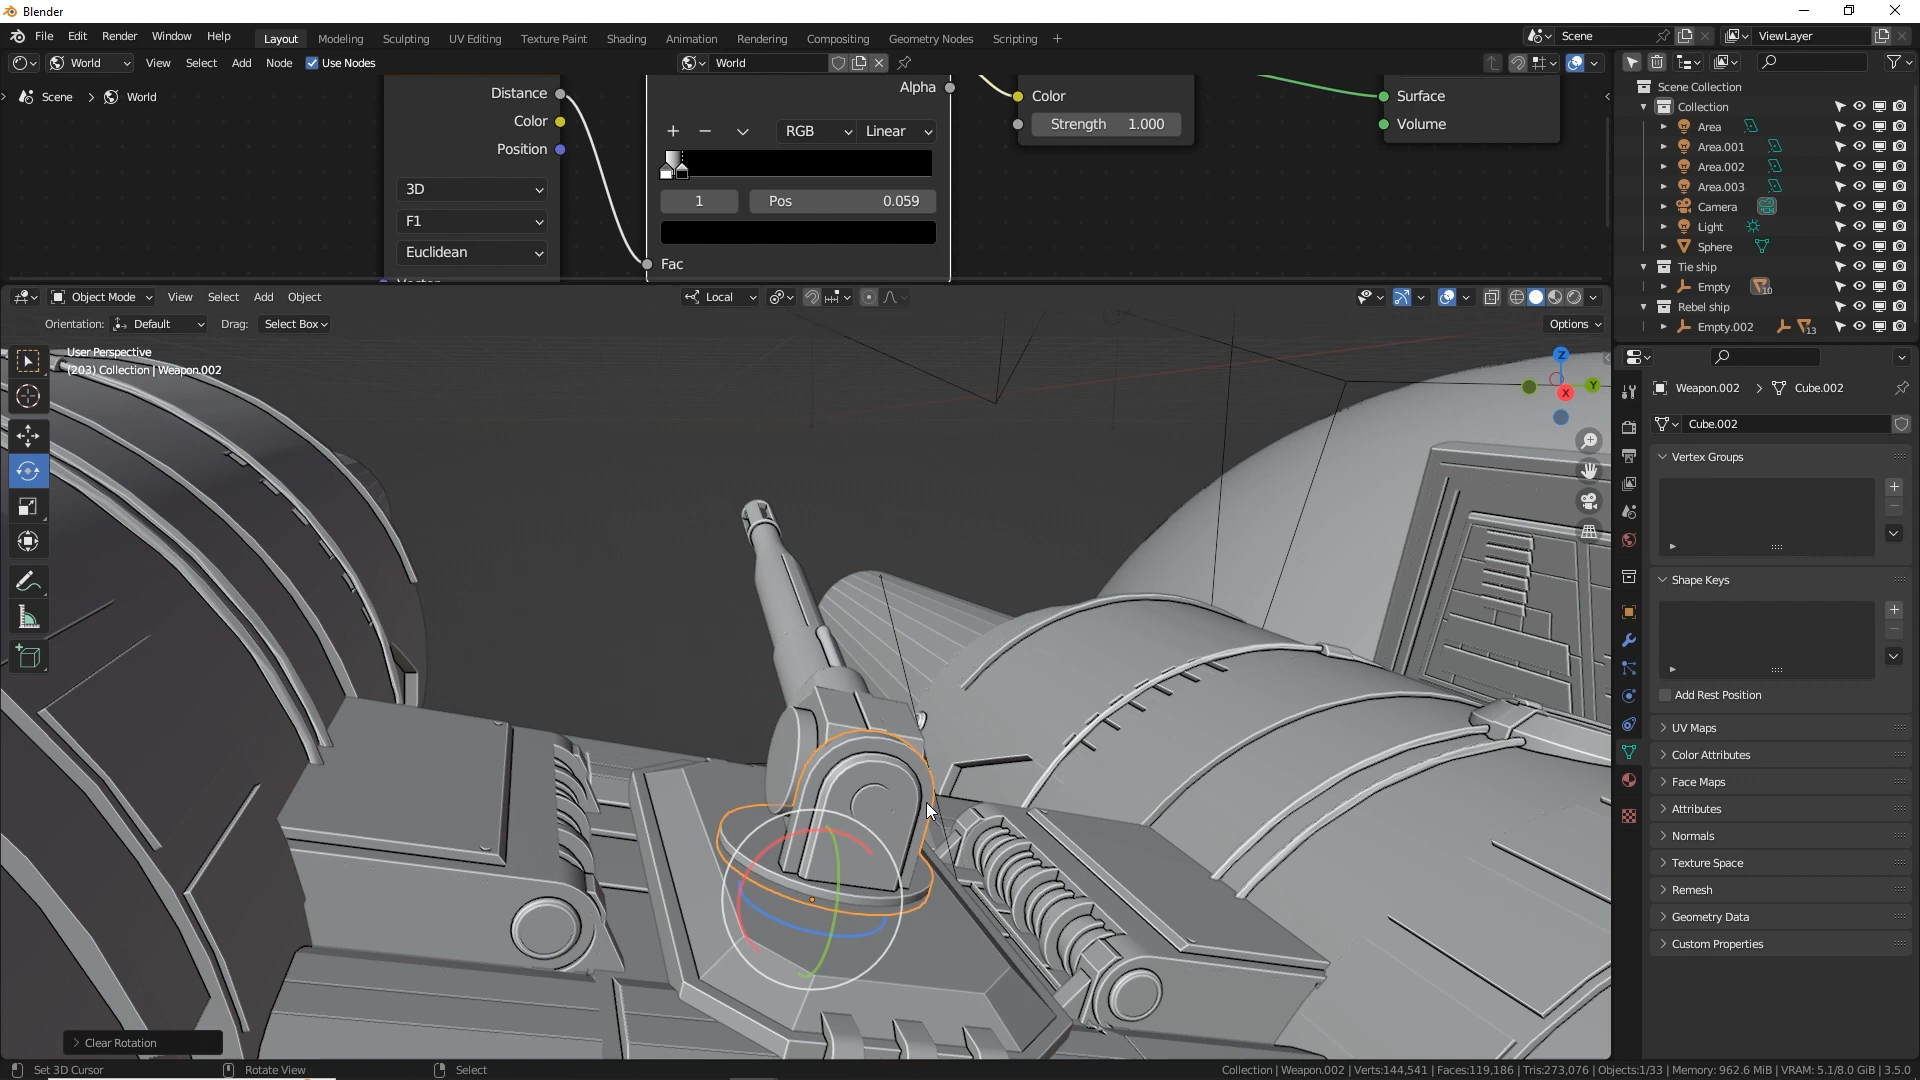 Blender
File Edit Render Window Help Layout Modeling Sculpting UV Editing Texture Paint Shading Animation Rendering Compositing Geometry Nodes Scripting + Scene ViewLayer
World View Select Add Node Use Nodes World
Scene > World
Distance
Color
Position
3D
F1
Euclidean
Alpha
RGB Linear
1 Pos 0.059
Fac
Color
Strength 1.000
Surface
Volume
Scene Collection
Collection
Area
Area.001
Area.002
Area.003
Camera
Light
Sphere
Tie ship
Empty 10
Rebel ship
Empty.002 13
Object Mode View Select Add Object Local
Orientation: Default Drag: Select Box Options
User Perspective
(203) Collection | Weapon.002
Z
Y
X
Weapon.002 > Cube.002
Cube.002
Vertex Groups
Shape Keys
Add Rest Position
UV Maps
Color Attributes
Face Maps
Attributes
Normals
Texture Space
Remesh
Geometry Data
Custom Properties
> Clear Rotation
Set 3D Cursor Rotate View Select Collection | Weapon.002 | Verts:144,541 | Faces:119,186 | Tris:273,076 | Objects:1/33 | Memory: 962.6 MiB | VRAM: 5.1/8.0 GiB | 3.5.0